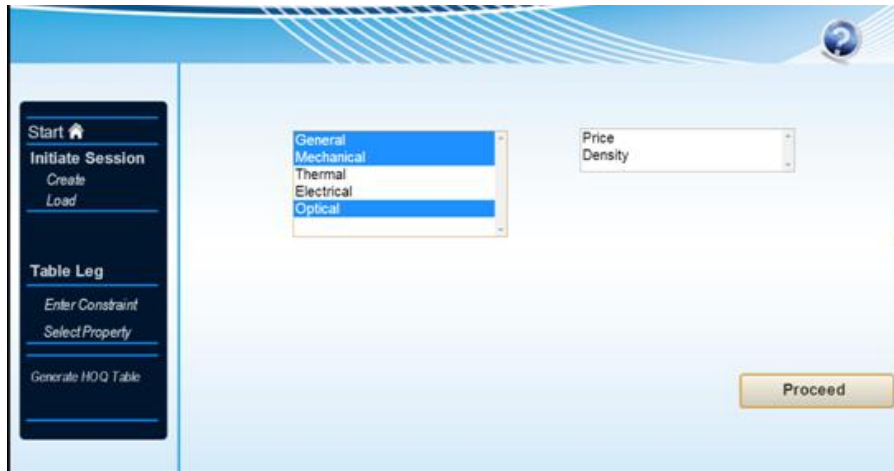 ?
Start
Initiate Session
Create
Load
Table Leg
Enter Constraint
Select Property
Generate HOQ Table
General
Mechanical
Thermal
Electrical
Optical
Price
Density
Proceed